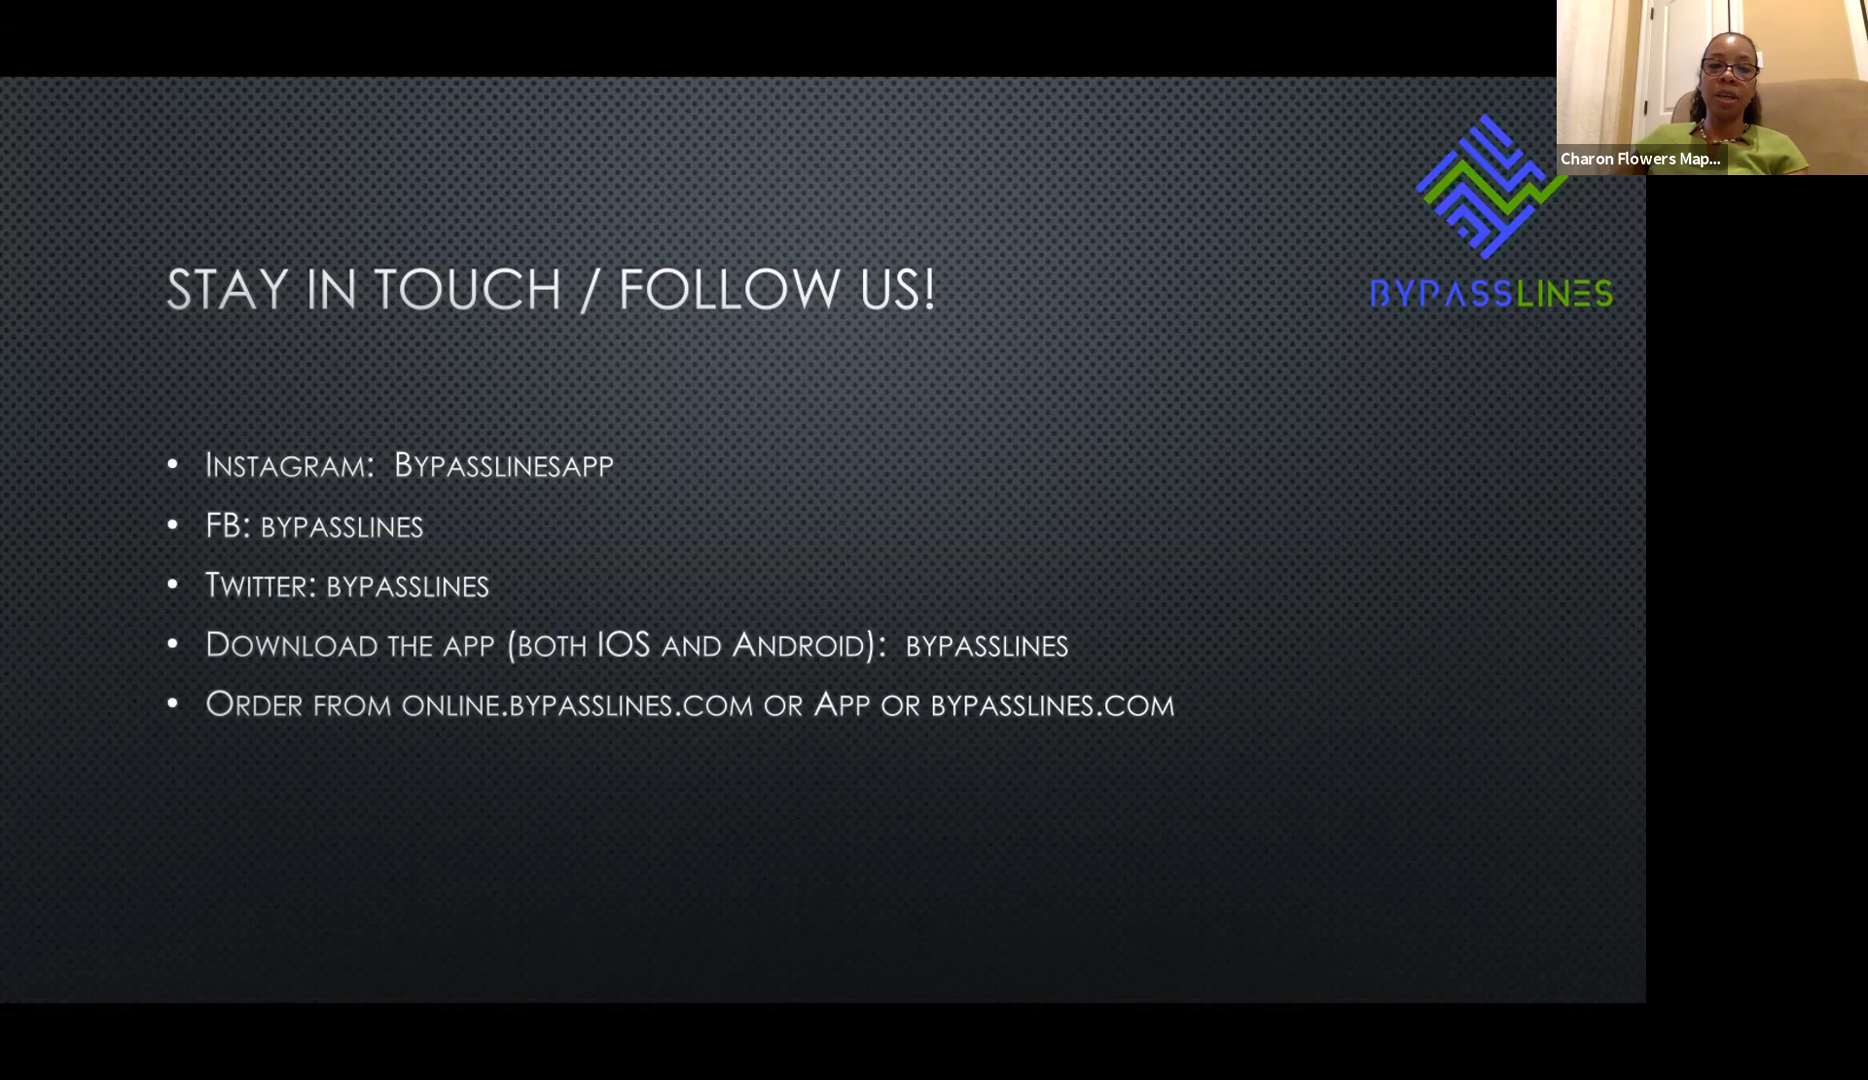 Charon Flowers Map...
BYPASSLINES
STAY IN TOUCH / FOLLOW US!
• INSTAGRAM: BYPASSLINESAPP
• FB: BYPASSLINES
• TWITTER: BYPASSLINES
• DOWNLOAD THE APP (BOTH IOS AND ANDROID): BYPASSLINES
• ORDER FROM ONLINE.BYPASSLINES.COM OR APP OR BYPASSLINES.COM